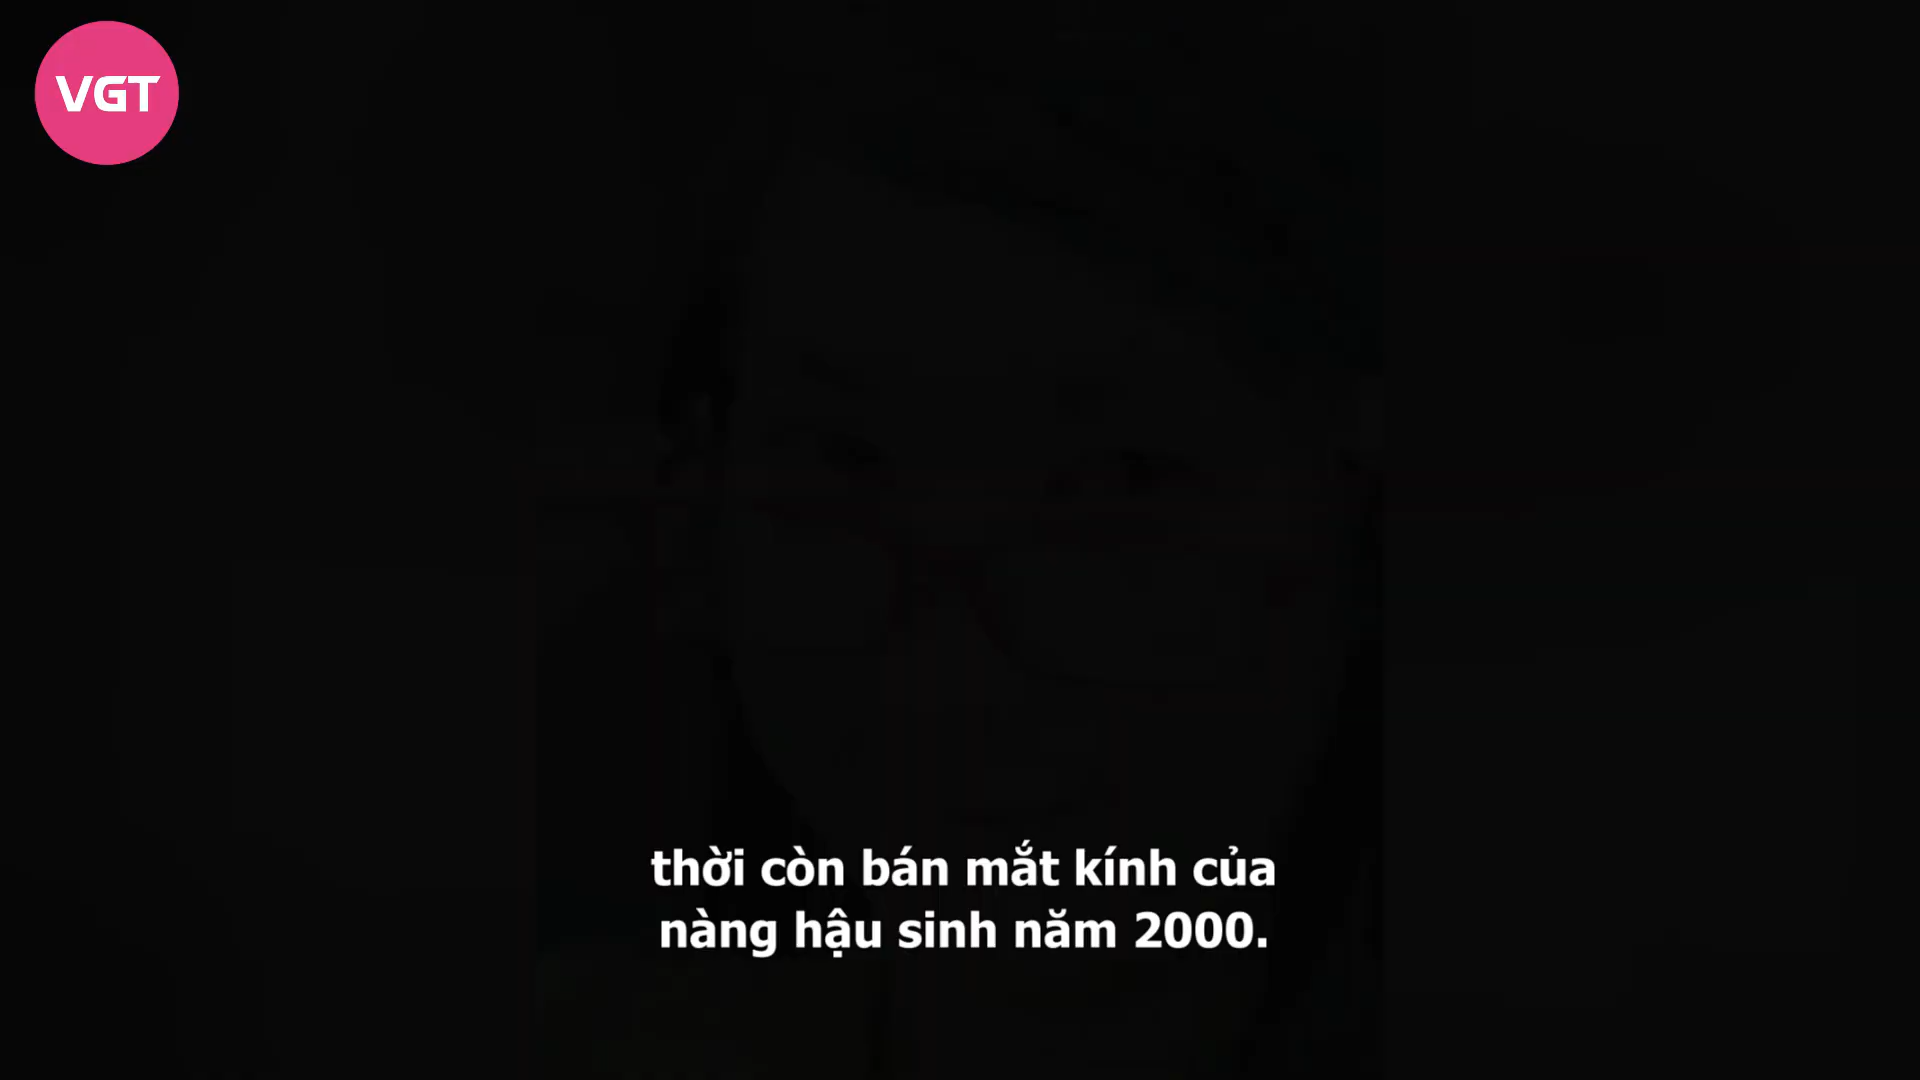 VGT
thời còn bán mắt kính của
nàng hậu sinh năm 2000.